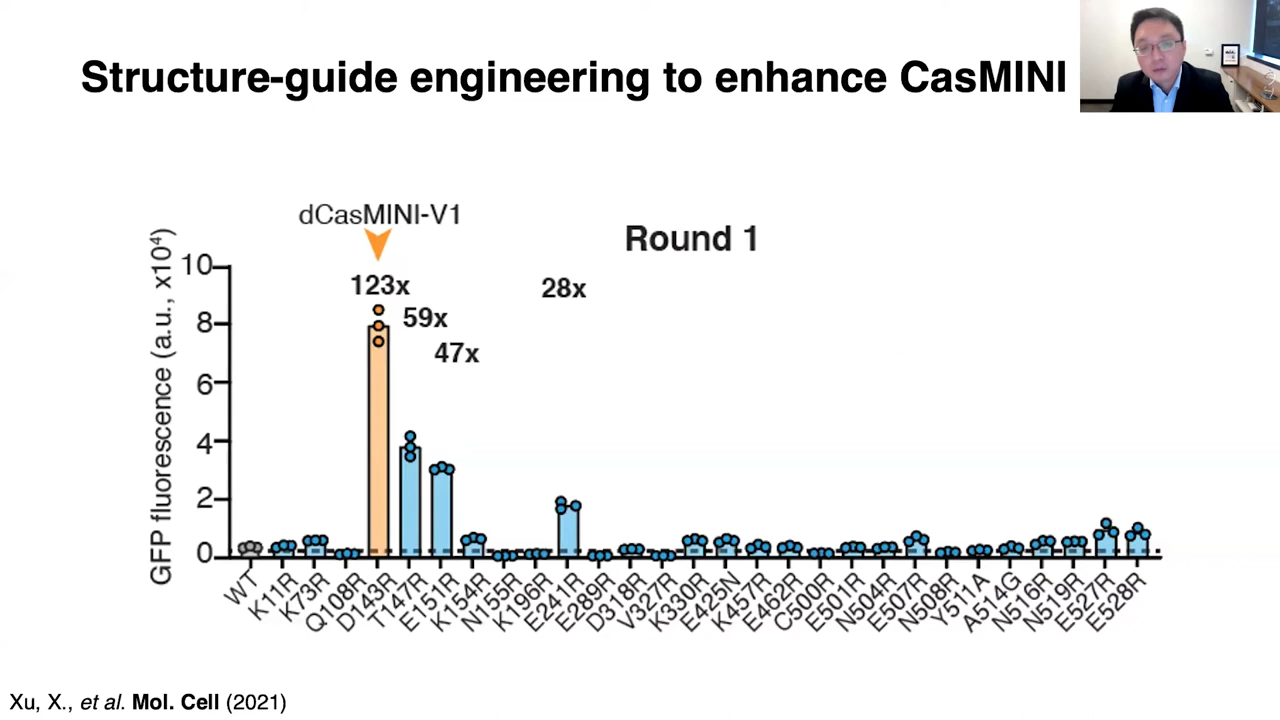 Structure-guide engineering to enhance CasMINI
dCasMINI-V1
Round 1
123x
59x
47x
28x
GFP fluorescence (a.u., x10⁴)
10
8
6
4
2
0
WT
K11R
K73R
Q108R
D143R
T147R
E151R
K154R
N155R
K196R
E241R
E289R
D318R
V327R
K330R
E425N
K457R
E462R
C500R
E501R
N504R
E507R
N508R
Y511A
A514G
N516R
N519R
E527R
E528R
Xu, X., et al. Mol. Cell (2021)